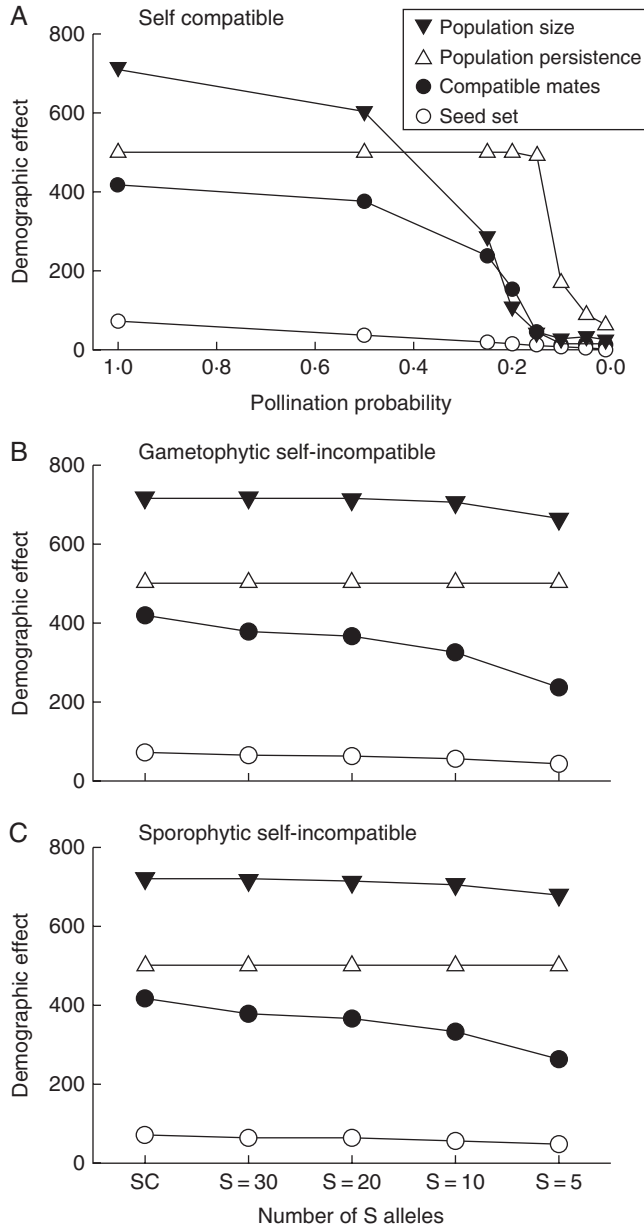 A Self compatible
Population size
Population persistence
Compatible mates
Seed set
800
600
400
200
0
Demographic effect
1·0 0·8 0·6 0·4 0·2 0·0
Pollination probability
B Gametophytic self-incompatible
800
600
400
200
0
Demographic effect
C Sporophytic self-incompatible
800
600
400
200
0
Demographic effect
SC S = 30 S = 20 S = 10 S = 5
Number of S alleles